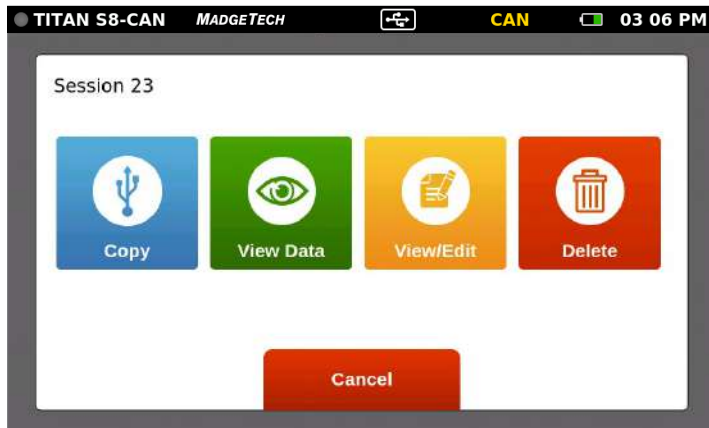 TITAN S8-CAN MADGETECH CAN 03 06 PM
Session 23
Copy View Data View/Edit Delete
Cancel